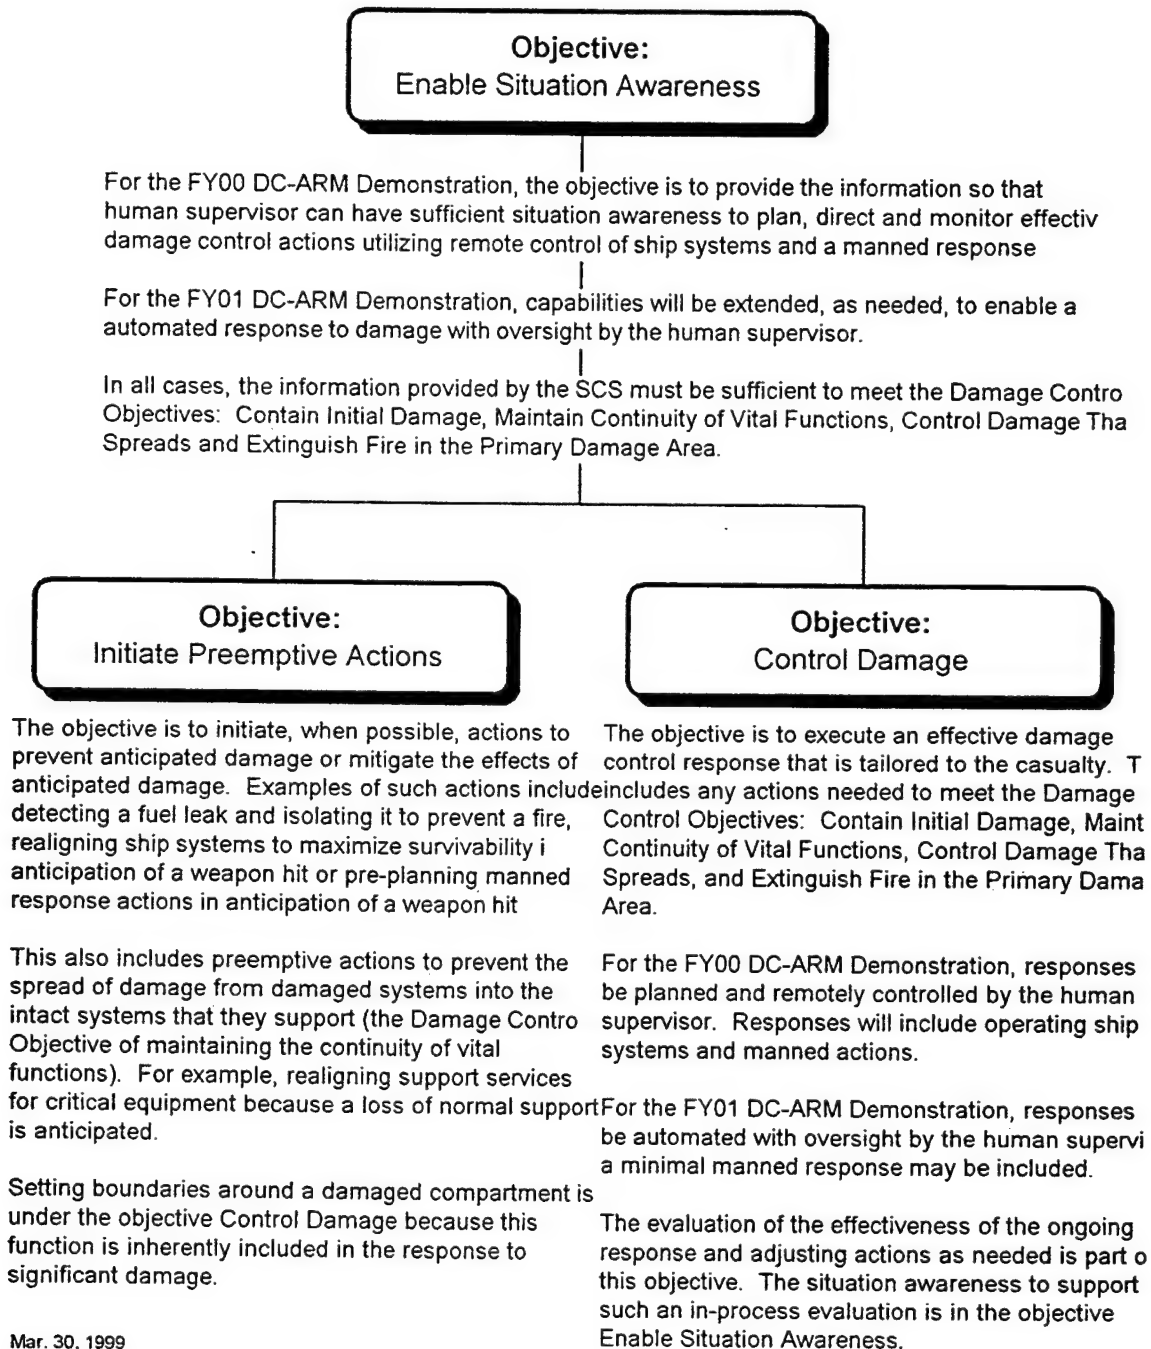 Objective:
Enable Situation Awareness
For the FY00 DC-ARM Demonstration, the objective is to provide the information so that
human supervisor can have sufficient situation awareness to plan, direct and monitor effectiv
damage control actions utilizing remote control of ship systems and a manned response
For the FY01 DC-ARM Demonstration, capabilities will be extended, as needed, to enable a
automated response to damage with oversight by the human supervisor.
In all cases, the information provided by the SCS must be sufficient to meet the Damage Contro
Objectives: Contain Initial Damage, Maintain Continuity of Vital Functions, Control Damage Tha
Spreads and Extinguish Fire in the Primary Damage Area.
Objective:
Initiate Preemptive Actions
The objective is to initiate, when possible, actions to
prevent anticipated damage or mitigate the effects of
anticipated damage. Examples of such actions include
detecting a fuel leak and isolating it to prevent a fire,
realigning ship systems to maximize survivability i
anticipation of a weapon hit or pre-planning manned
response actions in anticipation of a weapon hit
This also includes preemptive actions to prevent the
spread of damage from damaged systems into the
intact systems that they support (the Damage Contro
Objective of maintaining the continuity of vital
functions). For example, realigning support services
for critical equipment because a loss of normal support
is anticipated.
Setting boundaries around a damaged compartment is
under the objective Control Damage because this
function is inherently included in the response to
significant damage.
Objective:
Control Damage
The objective is to execute an effective damage
control response that is tailored to the casualty. T
includes any actions needed to meet the Damage
Control Objectives: Contain Initial Damage, Maint
Continuity of Vital Functions, Control Damage Tha
Spreads, and Extinguish Fire in the Primary Dama
Area.
For the FY00 DC-ARM Demonstration, responses
be planned and remotely controlled by the human
supervisor. Responses will include operating ship
systems and manned actions.
For the FY01 DC-ARM Demonstration, responses
be automated with oversight by the human supervi
a minimal manned response may be included.
The evaluation of the effectiveness of the ongoing
response and adjusting actions as needed is part o
this objective. The situation awareness to support
such an in-process evaluation is in the objective
Enable Situation Awareness.
Mar. 30, 1999